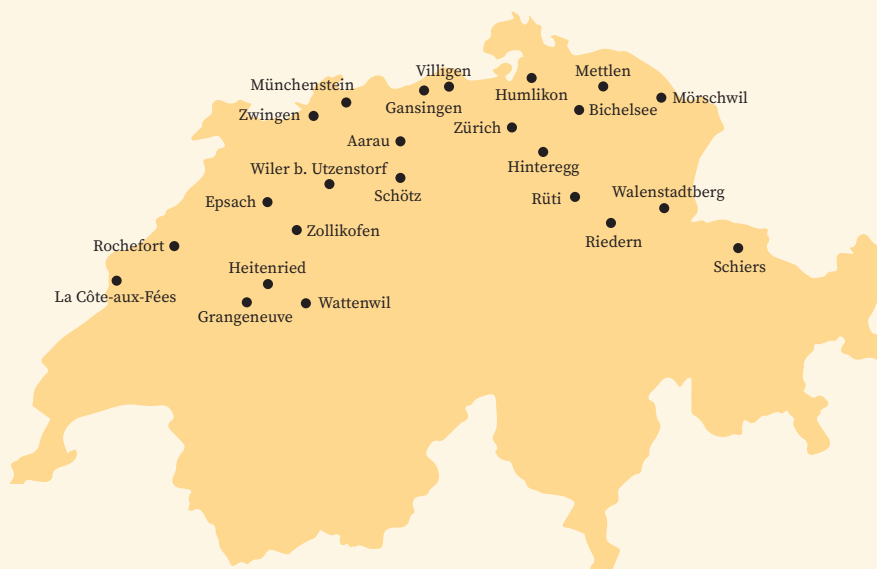 Villigen
Mettlen
Münchenstein
Humlikon
Mörschwil
Gansingen
Bichelsee
Zwingen
Zürich
Aarau
Hinteregg
Wiler b. Utzenstorf
Walenstadtberg
Schötz
Rüti
Epsach
Zollikofen
Riedern
Rochefort
Heitenried
Schiers
La Côte-aux-Fées
Wattenwil
Grangeneuve